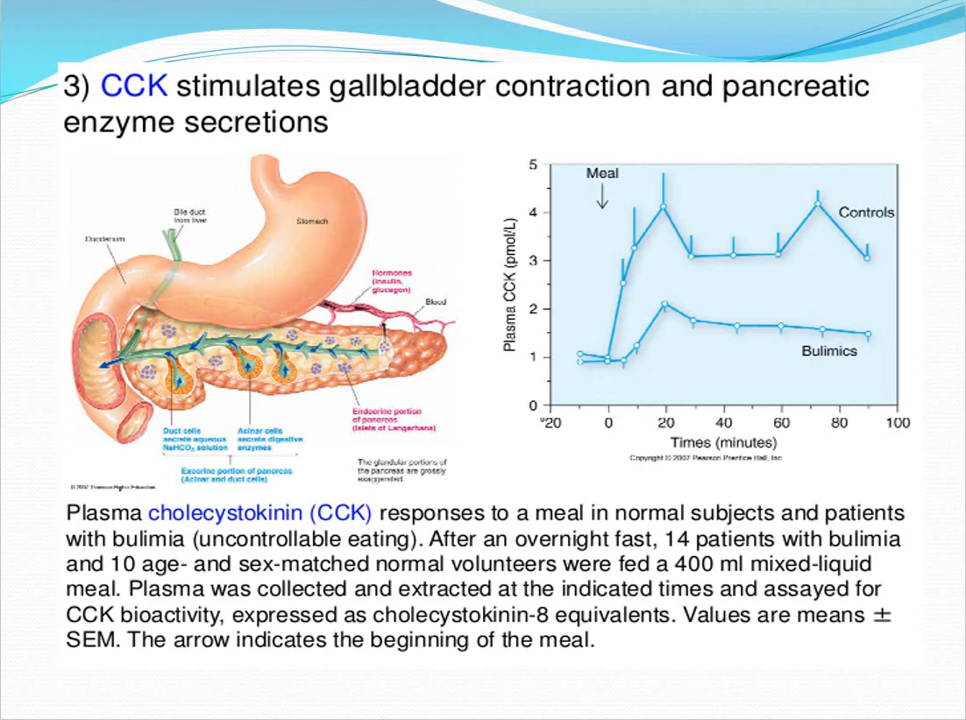 3) CCK stimulates gallbladder contraction and pancreatic
enzyme secretions
Bile duct
from liver
Stomach
Duodenum
Hormones
(insulin,
glucagon)
Blood
Duct cells
secrete aqueous
NaHCO₃ solution
Acinar cells
secrete digestive
enzymes
Exocrine portion of pancreas
(Acinar and duct cells)
Endocrine portion
of pancreas
(Islets of Langerhans)
The glandular portions of
the pancreas are grossly
exaggerated.
© 2007 Thomson Higher Education
Plasma CCK (pmol/L)
5
4
3
2
1
0
Meal
Controls
Bulimics
-20 0 20 40 60 80 100
Times (minutes)
Copyright © 2007 Pearson Prentice Hall, Inc.
Plasma cholecystokinin (CCK) responses to a meal in normal subjects and patients
with bulimia (uncontrollable eating). After an overnight fast, 14 patients with bulimia
and 10 age- and sex-matched normal volunteers were fed a 400 ml mixed-liquid
meal. Plasma was collected and extracted at the indicated times and assayed for
CCK bioactivity, expressed as cholecystokinin-8 equivalents. Values are means ±
SEM. The arrow indicates the beginning of the meal.